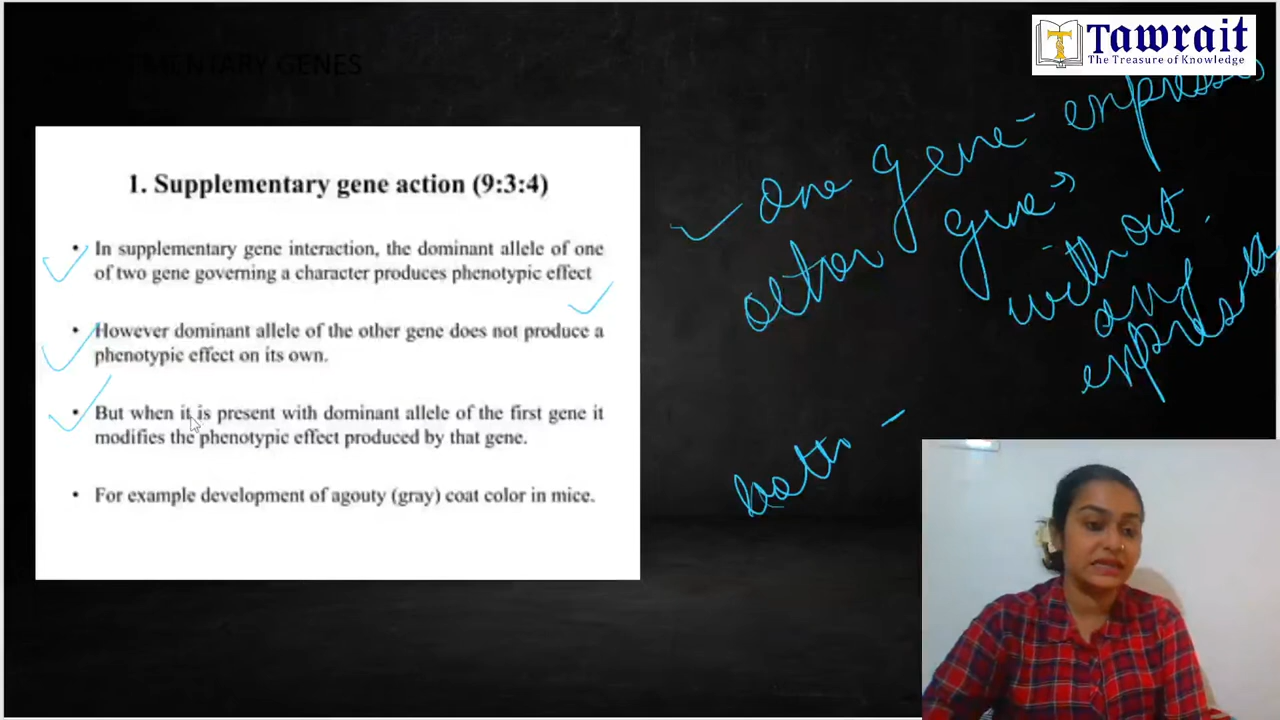 Tawrait
The Treasure of Knowledge
MENTARY GENES
1. Supplementary gene action (9:3:4)
• In supplementary gene interaction, the dominant allele of one
of two gene governing a character produces phenotypic effect
• However dominant allele of the other gene does not produce a
phenotypic effect on its own.
• But when it is present with dominant allele of the first gene it
modifies the phenotypic effect produced by that gene.
• For example development of agouty (gray) coat color in mice.
one gene -
gene →
without
any